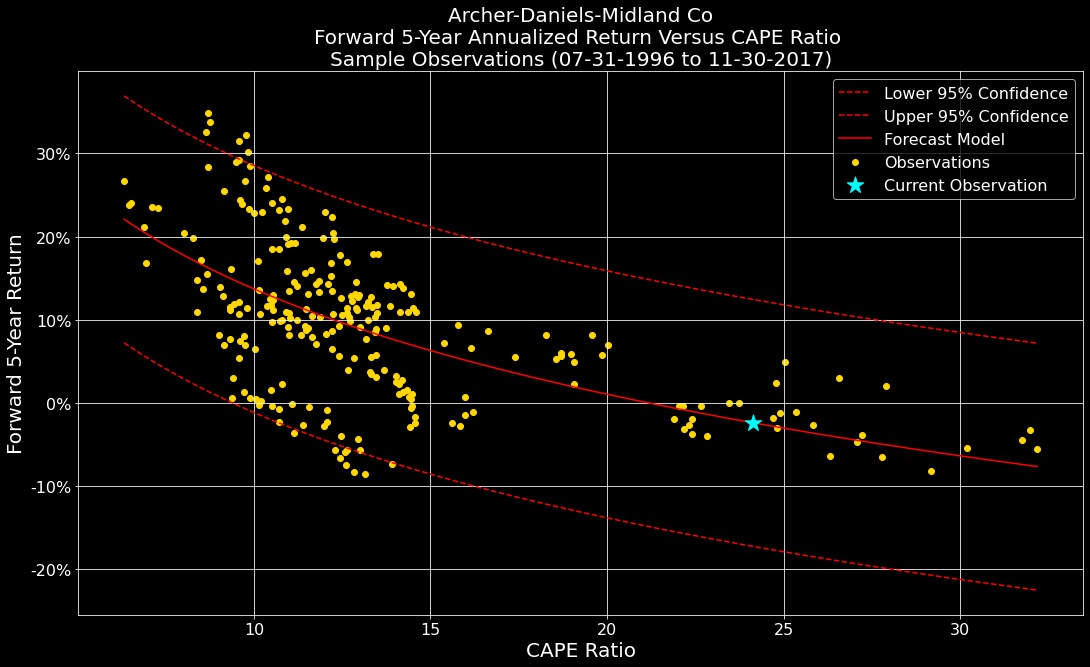 Archer-Daniels-Midland Co
Forward 5-Year Annualized Return Versus CAPE Ratio
Sample Observations (07-31-1996 to 11-30-2017)
Lower 95% Confidence
Upper 95% Confidence
Forecast Model
Observations
Current Observation
Forward 5-Year Return
30%
20%
10%
0%
-10%
-20%
10
15
20
25
30
CAPE Ratio